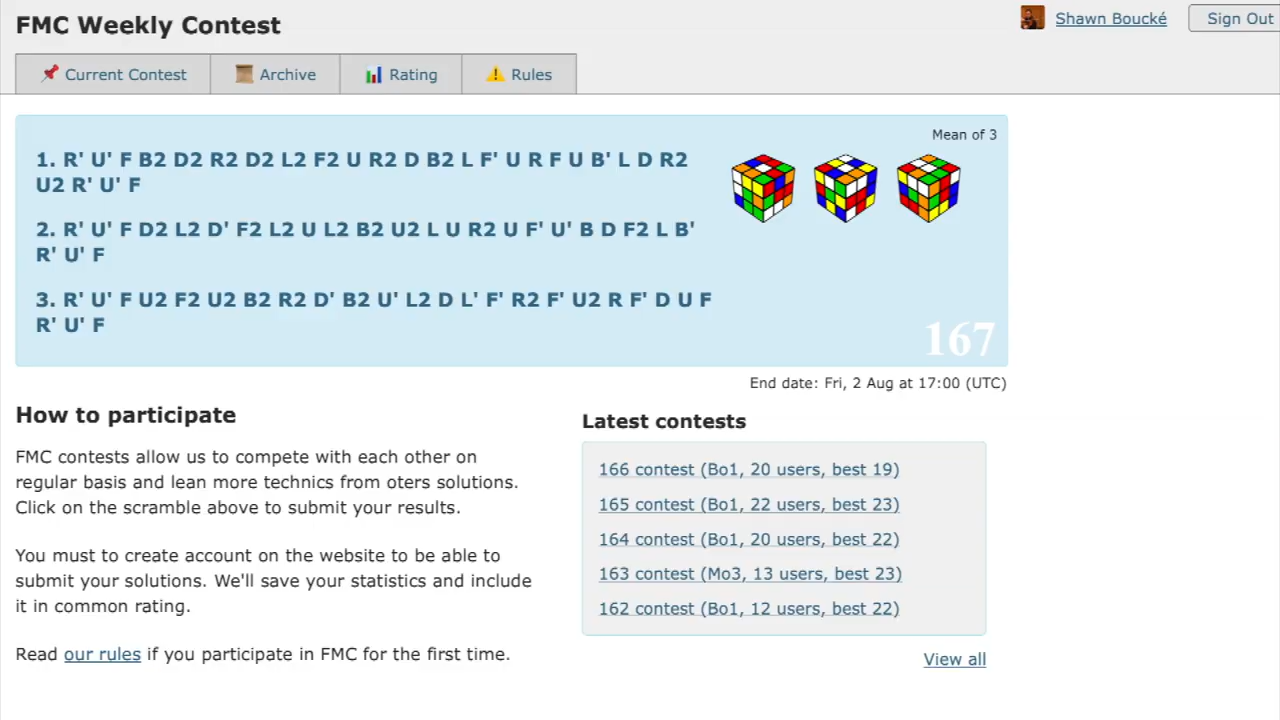 FMC Weekly Contest
Shawn Boucké
Sign Out
Current Contest
Archive
Rating
Rules
Mean of 3
1. R' U' F B2 D2 R2 D2 L2 F2 U R2 D B2 L F' U R F U B' L D R2
U2 R' U' F
2. R' U' F D2 L2 D' F2 L2 U L2 B2 U2 L U R2 U F' U' B D F2 L B'
R' U' F
3. R' U' F U2 F2 U2 B2 R2 D' B2 U' L2 D L' F' R2 F' U2 R F' D U F
R' U' F
167
End date: Fri, 2 Aug at 17:00 (UTC)
How to participate
FMC contests allow us to compete with each other on
regular basis and lean more technics from oters solutions.
Click on the scramble above to submit your results.
You must to create account on the website to be able to
submit your solutions. We'll save your statistics and include
it in common rating.
Read our rules if you participate in FMC for the first time.
Latest contests
166 contest (Bo1, 20 users, best 19)
165 contest (Bo1, 22 users, best 23)
164 contest (Bo1, 20 users, best 22)
163 contest (Mo3, 13 users, best 23)
162 contest (Bo1, 12 users, best 22)
View all